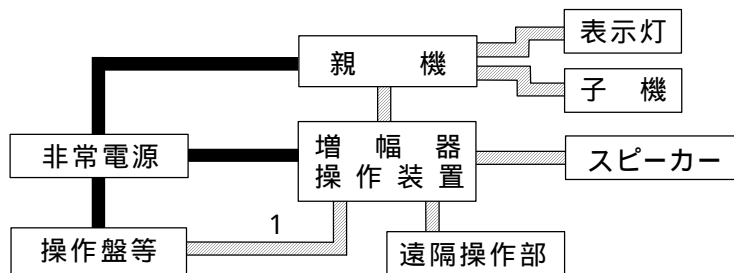 表示灯
親 機
子 機
非常電源
増 幅 器
操 作 装 置
スピーカー
1
操作盤等
遠隔操作部